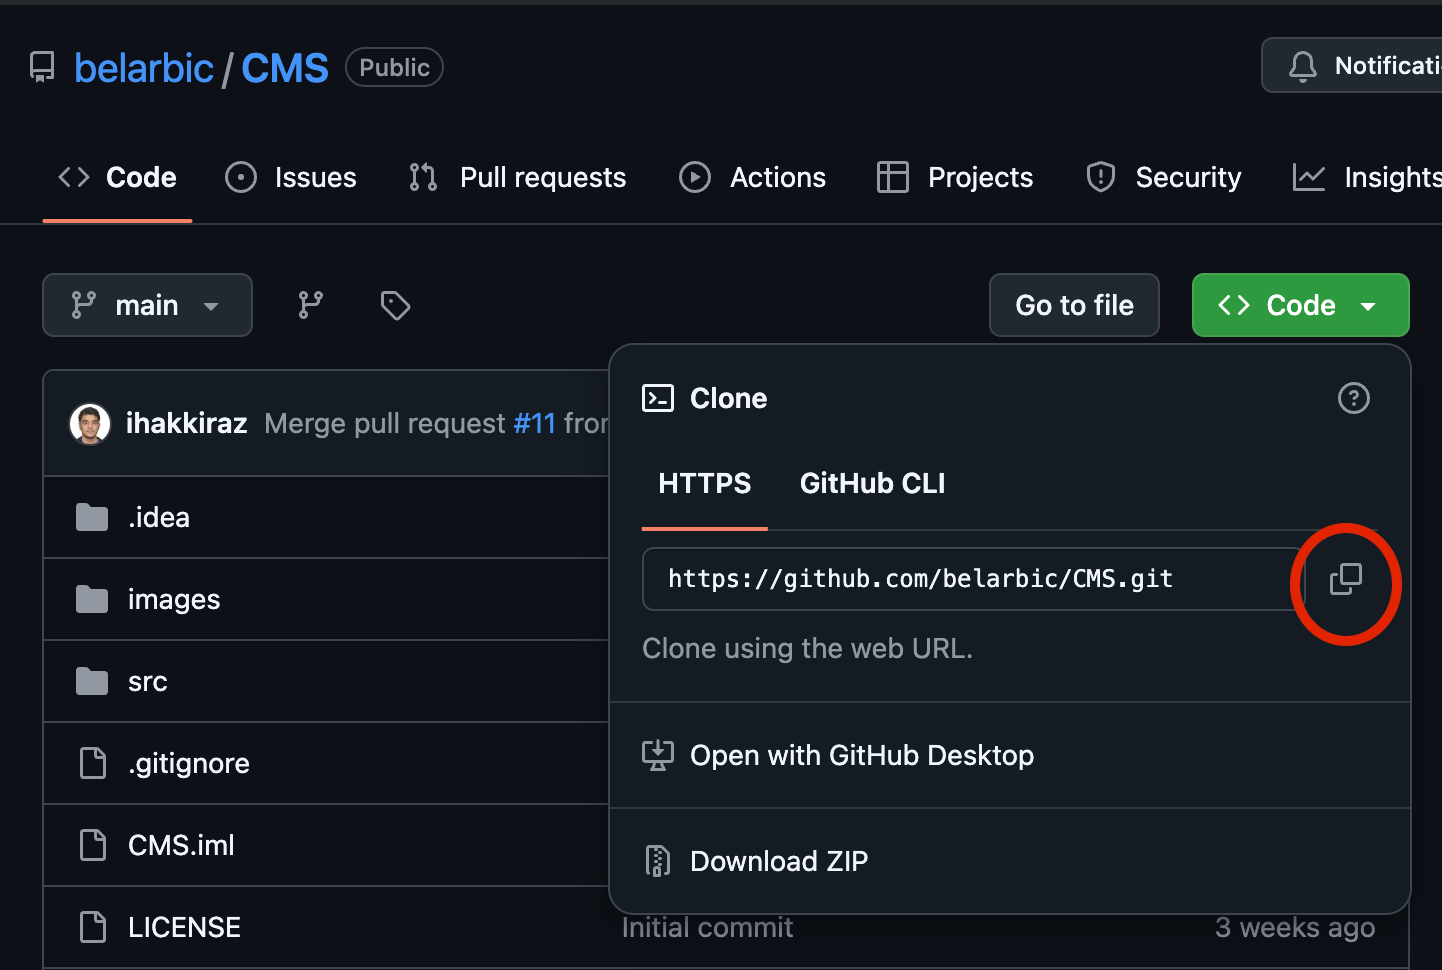 belarbic/CMS Public
Notificati
Code Issues Pull requests Actions Projects Security Insights
main Go to file Code
ihakkiraz Merge pull request #11 from
Clone
HTTPS GitHub CLI
.idea
https://github.com/belarbic/CMS.git
images
Clone using the web URL.
src
.gitignore
Open with GitHub Desktop
CMS.iml
Download ZIP
LICENSE Initial commit 3 weeks ago